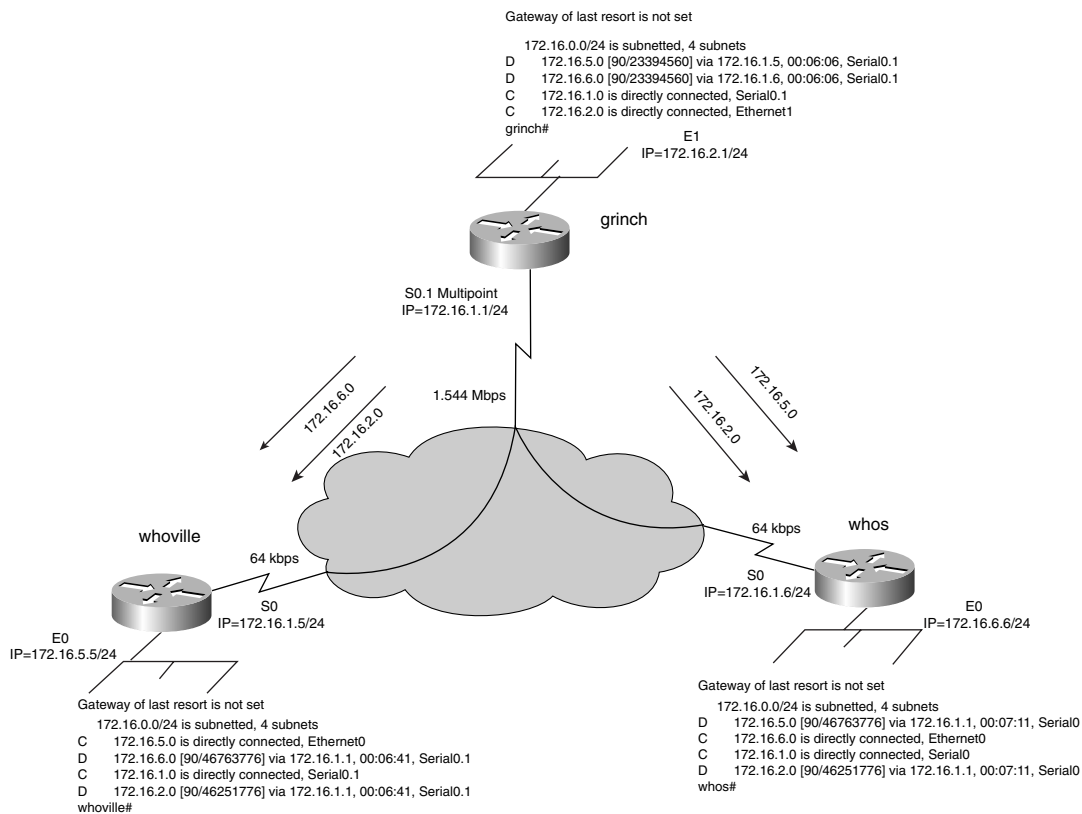 Gateway of last resort is not set
172.16.0.0/24 is subnetted, 4 subnets
D 172.16.5.0 [90/23394560] via 172.16.1.5, 00:06:06, Serial0.1
D 172.16.6.0 [90/23394560] via 172.16.1.6, 00:06:06, Serial0.1
C 172.16.1.0 is directly connected, Serial0.1
C 172.16.2.0 is directly connected, Ethernet1
grinch#
E1
IP=172.16.2.1/24
grinch
S0.1 Multipoint
IP=172.16.1.1/24
1.544 Mbps
172.16.6.0
172.16.2.0
172.16.2.0
172.16.5.0
whoville
64 kbps
S0
IP=172.16.1.5/24
E0
IP=172.16.5.5/24
whos
64 kbps
S0
IP=172.16.1.6/24
E0
IP=172.16.6.6/24
Gateway of last resort is not set
172.16.0.0/24 is subnetted, 4 subnets
C 172.16.5.0 is directly connected, Ethernet0
D 172.16.6.0 [90/46763776] via 172.16.1.1, 00:06:41, Serial0.1
C 172.16.1.0 is directly connected, Serial0.1
D 172.16.2.0 [90/46251776] via 172.16.1.1, 00:06:41, Serial0.1
whoville#
Gateway of last resort is not set
172.16.0.0/24 is subnetted, 4 subnets
D 172.16.5.0 [90/46763776] via 172.16.1.1, 00:07:11, Serial0
C 172.16.6.0 is directly connected, Ethernet0
C 172.16.1.0 is directly connected, Serial0
D 172.16.2.0 [90/46251776] via 172.16.1.1, 00:07:11, Serial0
whos#